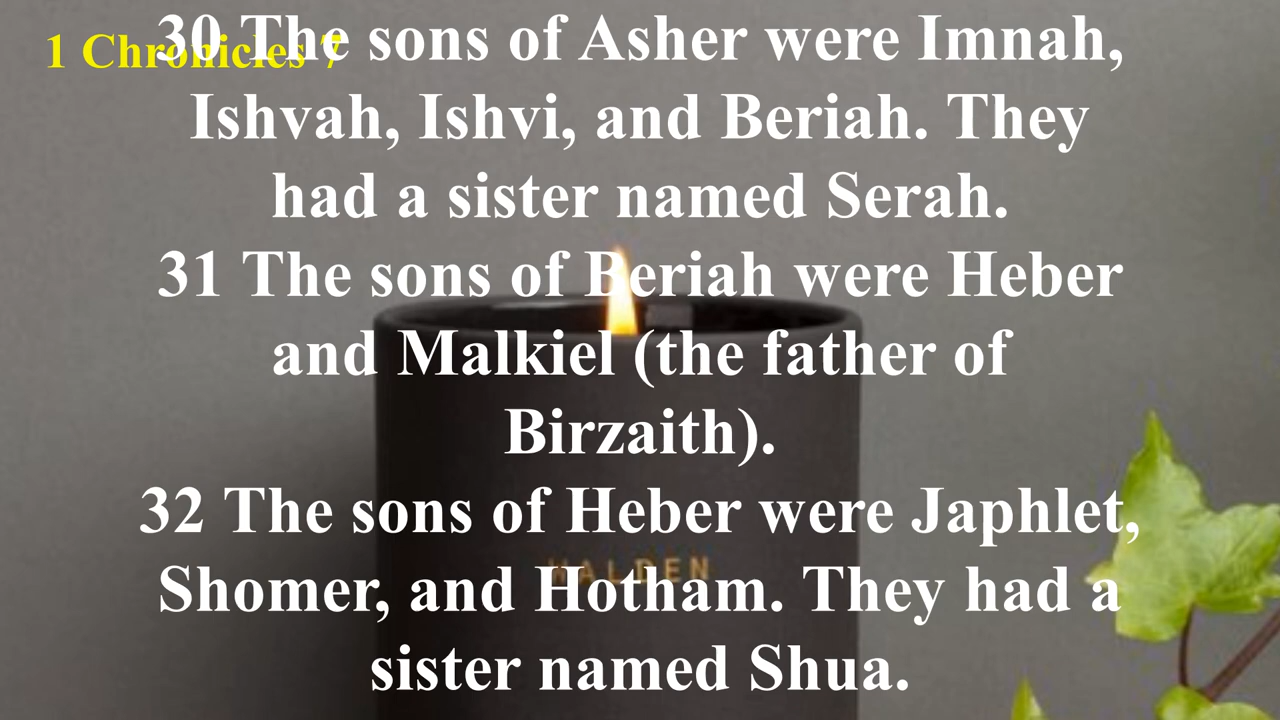 1 Chronicles 7
30 The sons of Asher were Imnah,
Ishvah, Ishvi, and Beriah. They
had a sister named Serah.
31 The sons of Beriah were Heber
and Malkiel (the father of
Birzaith).
32 The sons of Heber were Japhlet,
MALDEN
Shomer, and Hotham. They had a
sister named Shua.